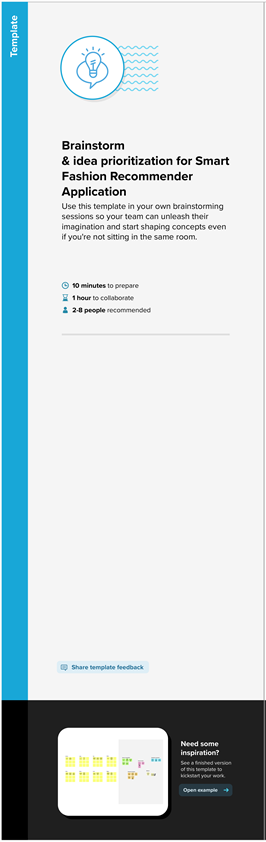 Template
Brainstorm
& idea prioritization for Smart
Fashion Recommender
Application
Use this template in your own brainstorming
sessions so your team can unleash their
imagination and start shaping concepts even
if you're not sitting in the same room.
10 minutes to prepare
1 hour to collaborate
2-8 people recommended
Share template feedback
Need some
inspiration?
See a finished version
of this template to
kickstart your work.
Open example